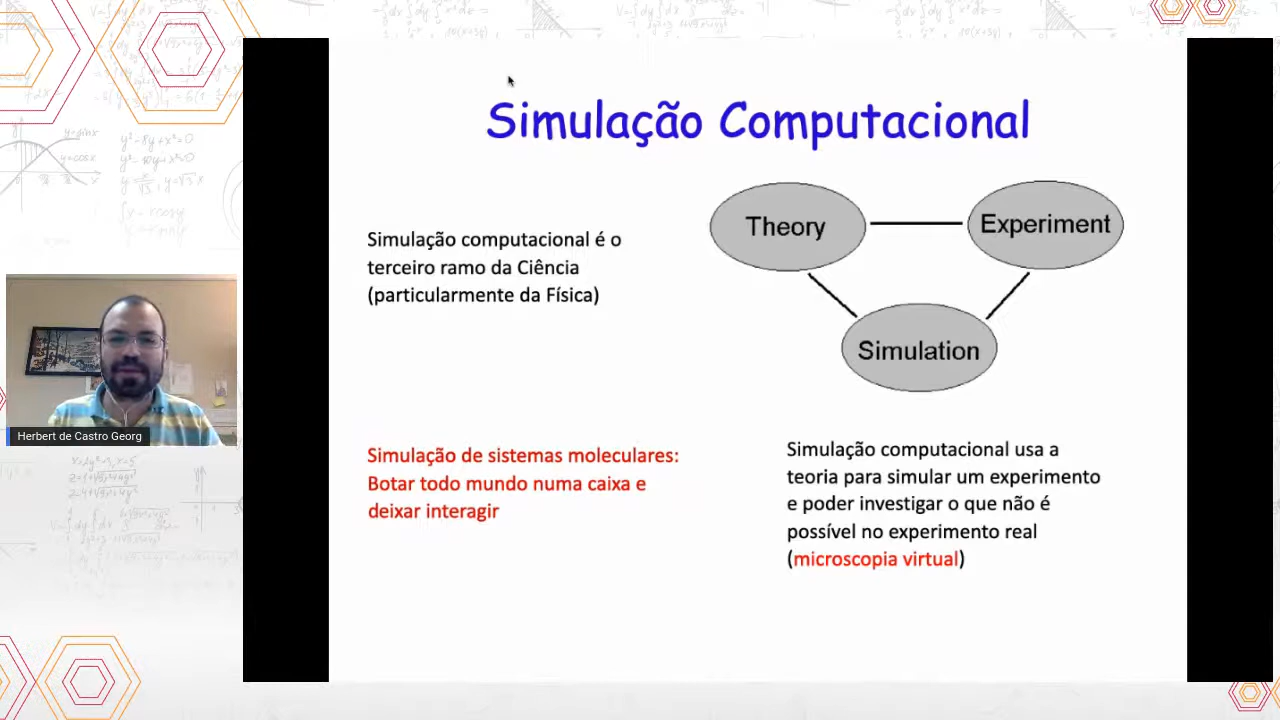 Simulação Computacional
Theory
Experiment
Simulation
Simulação computacional é o
terceiro ramo da Ciência
(particularmente da Física)
Simulação de sistemas moleculares:
Botar todo mundo numa caixa e
deixar interagir
Simulação computacional usa a
teoria para simular um experimento
e poder investigar o que não é
possível no experimento real
(microscopia virtual)
Herbert de Castro Georg
y=sinx
y=cosx